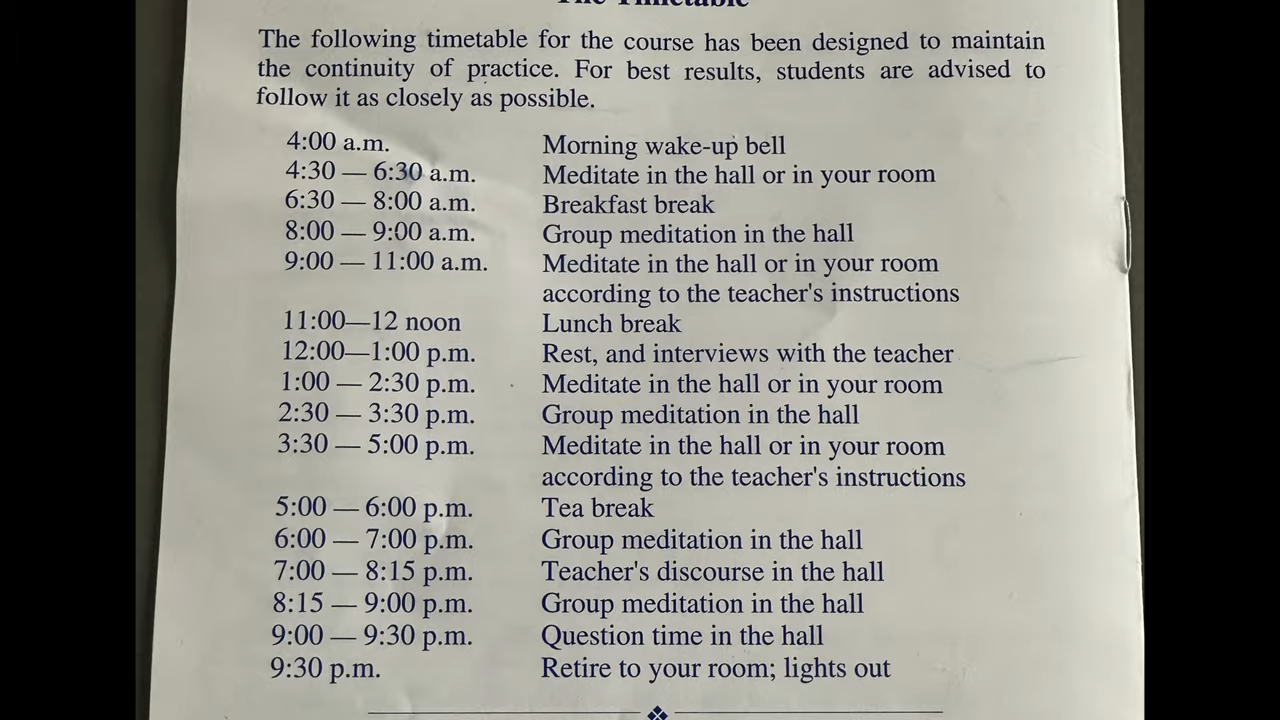 The Timetable
The following timetable for the course has been designed to maintain
the continuity of practice. For best results, students are advised to
follow it as closely as possible.
4:00 a.m. Morning wake-up bell
4:30 — 6:30 a.m. Meditate in the hall or in your room
6:30 — 8:00 a.m. Breakfast break
8:00 — 9:00 a.m. Group meditation in the hall
9:00 — 11:00 a.m. Meditate in the hall or in your room
according to the teacher's instructions
11:00—12 noon Lunch break
12:00—1:00 p.m. Rest, and interviews with the teacher
1:00 — 2:30 p.m. Meditate in the hall or in your room
2:30 — 3:30 p.m. Group meditation in the hall
3:30 — 5:00 p.m. Meditate in the hall or in your room
according to the teacher's instructions
5:00 — 6:00 p.m. Tea break
6:00 — 7:00 p.m. Group meditation in the hall
7:00 — 8:15 p.m. Teacher's discourse in the hall
8:15 — 9:00 p.m. Group meditation in the hall
9:00 — 9:30 p.m. Question time in the hall
9:30 p.m. Retire to your room; lights out